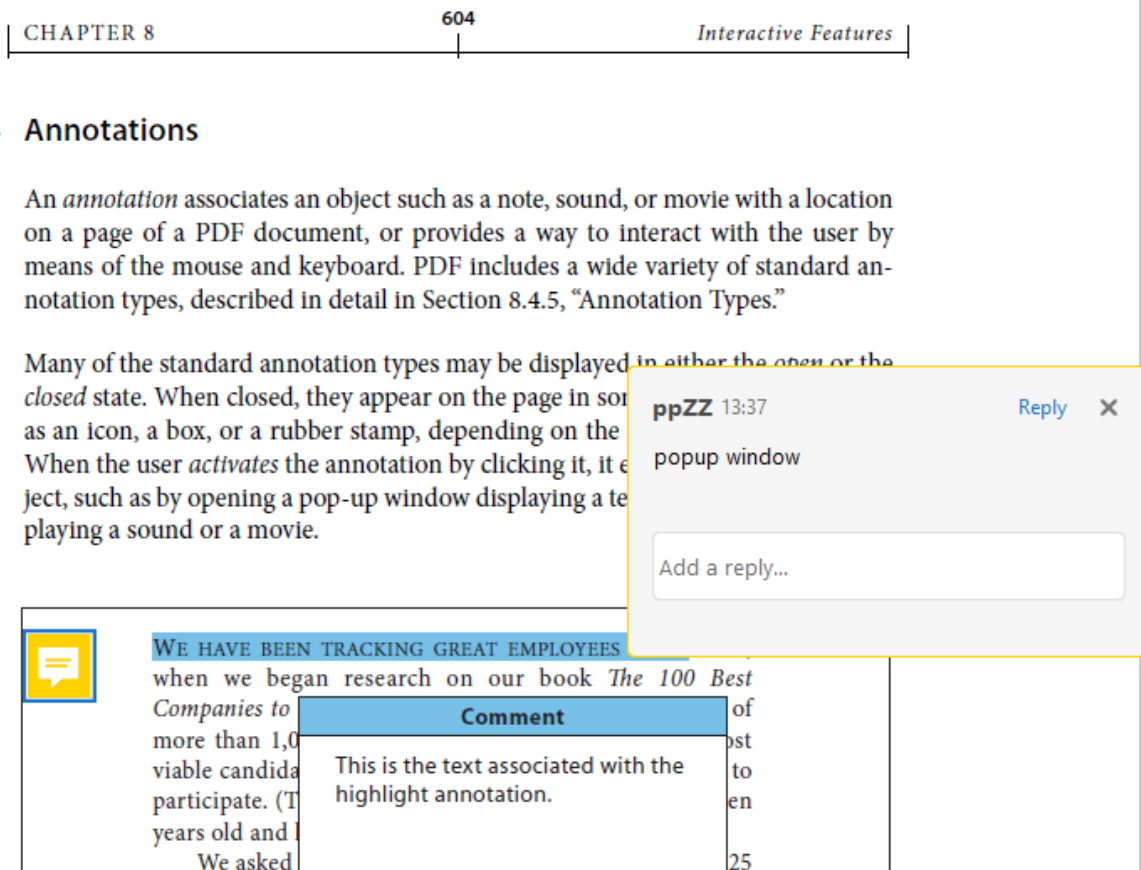 604
CHAPTER 8
Interactive Features
Annotations
An annotation associates an object such as a note, sound, or movie with a location
on a page of a PDF document, or provides a way to interact with the user by
means of the mouse and keyboard. PDF includes a wide variety of standard an-
notation types, described in detail in Section 8.4.5, “Annotation Types.”
Many of the standard annotation types may be displayed in either the open or the
closed state. When closed, they appear on the page in
as an icon, a box, or a rubber stamp, depending on the
When the user activates the annotation by clicking it, it
ject, such as by opening a pop-up window displaying a
playing a sound or a movie.
ppZZ 13:37
Reply
popup window
Add a reply...
WE HAVE BEEN TRACKING GREAT EMPLOYEES
when we began research on our book The 100 Best
Companies to of
more than
viable to
participate.
years old and
We asked 25
Comment
This is the text associated with the
highlight annotation.